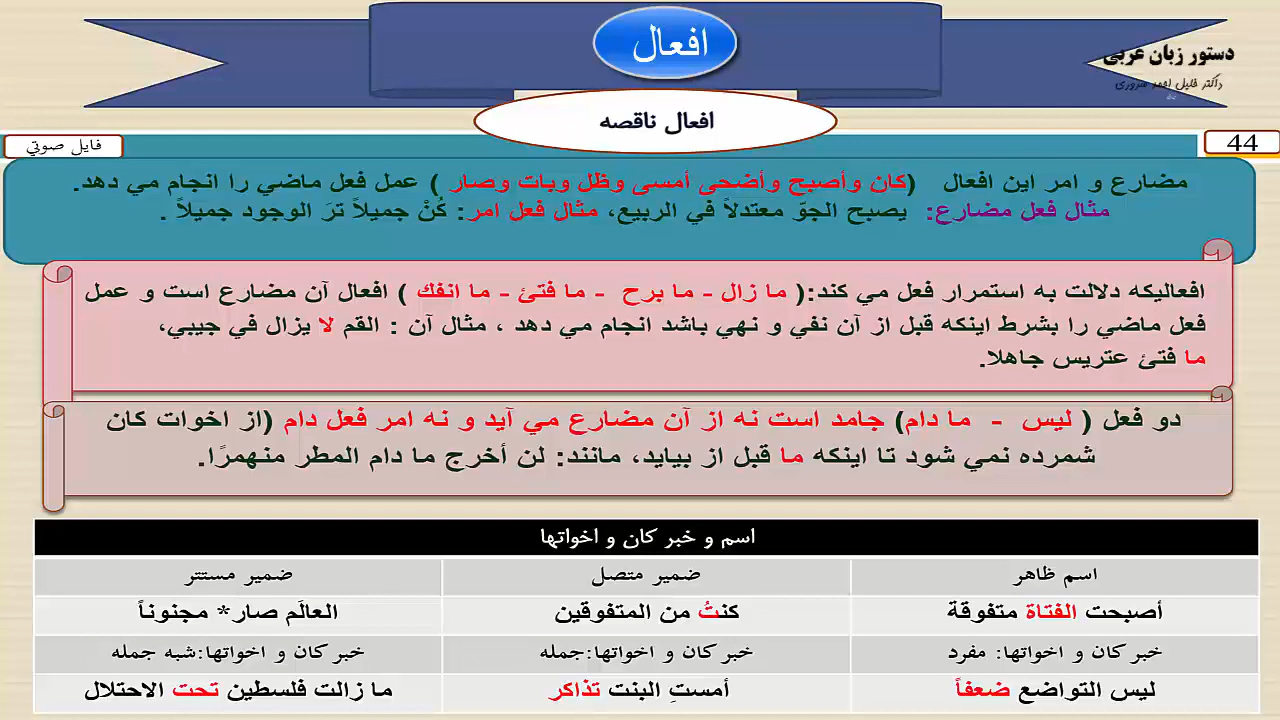 افعال
دستور زبان عربي
دکتر خلیل احمد سروری
افعال ناقصه
44
فايل صوتي
مضارع و امر اين افعال (كان وأصبح وأضحى أمسى وظل وبات وصار ) عمل فعل ماضي را انجام مي دهد.
مثال فعل مضارع: يصبح الجوّ معتدلاً في الربيع، مثال فعل امر: كُنْ جميلاً ترَ الوجود جميلاً .
افعاليكه دلالت به استمرار فعل مي كند:( ما زال - ما برح - ما فتئ - ما انفك ) افعال آن مضارع است و عمل
فعل ماضي را بشرط اينكه قبل از آن نفي و نهي باشد انجام مي دهد ، مثال آن : القم لا يزال في جيبي،
ما فتئ عتريس جاهلا.
دو فعل ( ليس - ما دام) جامد است نه از آن مضارع مي آيد و نه امر فعل دام (از اخوات كان
شمرده نمي شود تا اينكه ما قبل از بيايد، مانند: لن أخرج ما دام المطر منهمرًا.
اسم و خبر كان و اخواتها
اسم ظاهر	ضمير متصل	ضمير مستتر
أصبحت الفتاة متفوقة	كنتُ من المتفوقين	العالَم صار* مجنوناً
خبر كان و اخواتها: مفرد	خبر كان و اخواتها:جمله	خبر كان و اخواتها:شبه جمله
ليس التواضع ضعفاً	أمستِ البنت تذاكر	ما زالت فلسطين تحت الاحتلال